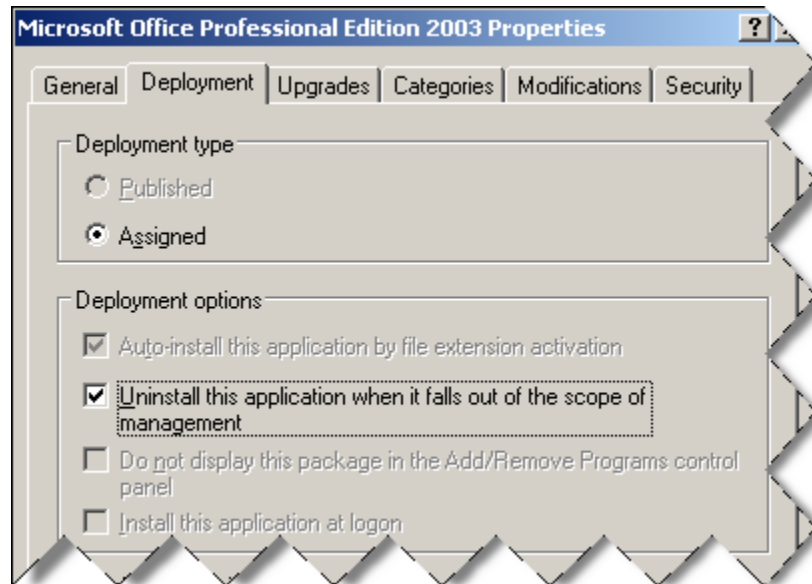 Microsoft Office Professional Edition 2003 Properties ?
General Deployment Upgrades Categories Modifications Security
Deployment type
Published
Assigned
Deployment options
Auto-install this application by file extension activation
Uninstall this application when it falls out of the scope of
management
Do not display this package in the Add/Remove Programs control
panel
Install this application at logon